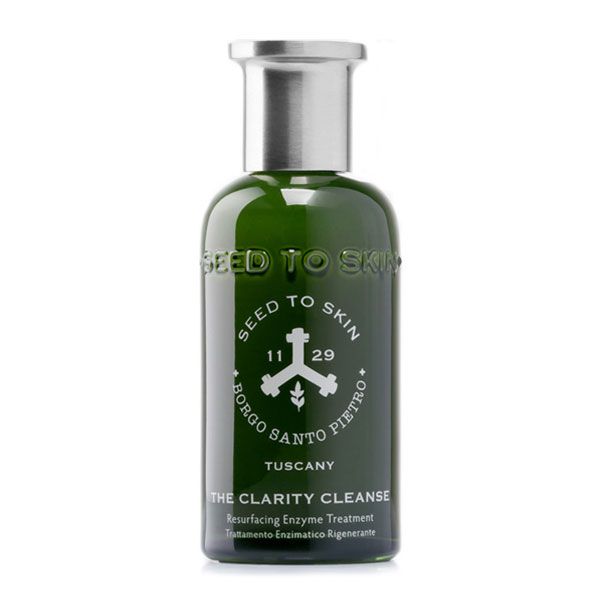 SEED TO SKIN
SEED TO SKIN
11 29
BORGO SANTO PIETRO
TUSCANY
THE CLARITY CLEANSE
Resurfacing Enzyme Treatment
Trattamento Enzimatico Rigenerante